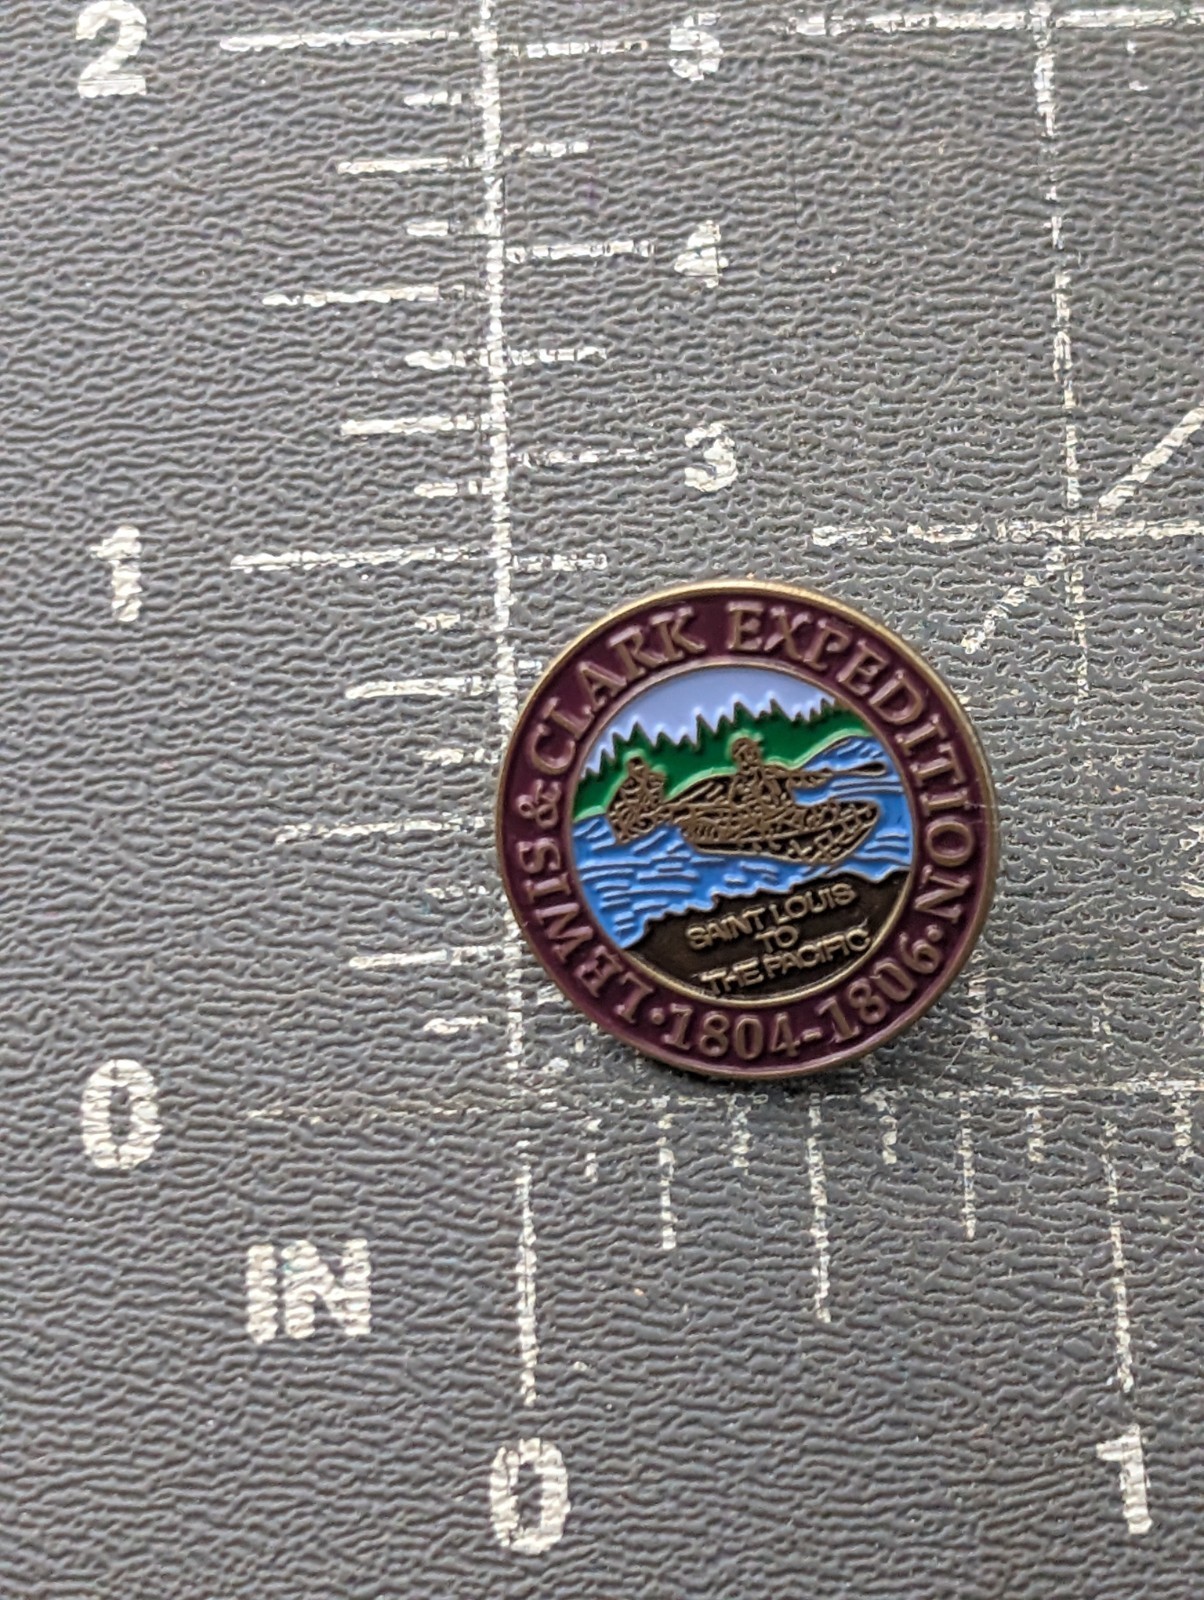 2
5
4
3
1
LEWIS & CLARK EXPEDITION
SAINT LOUIS
TO
THE PACIFIC
·1804-1806·
0
IN
0
1